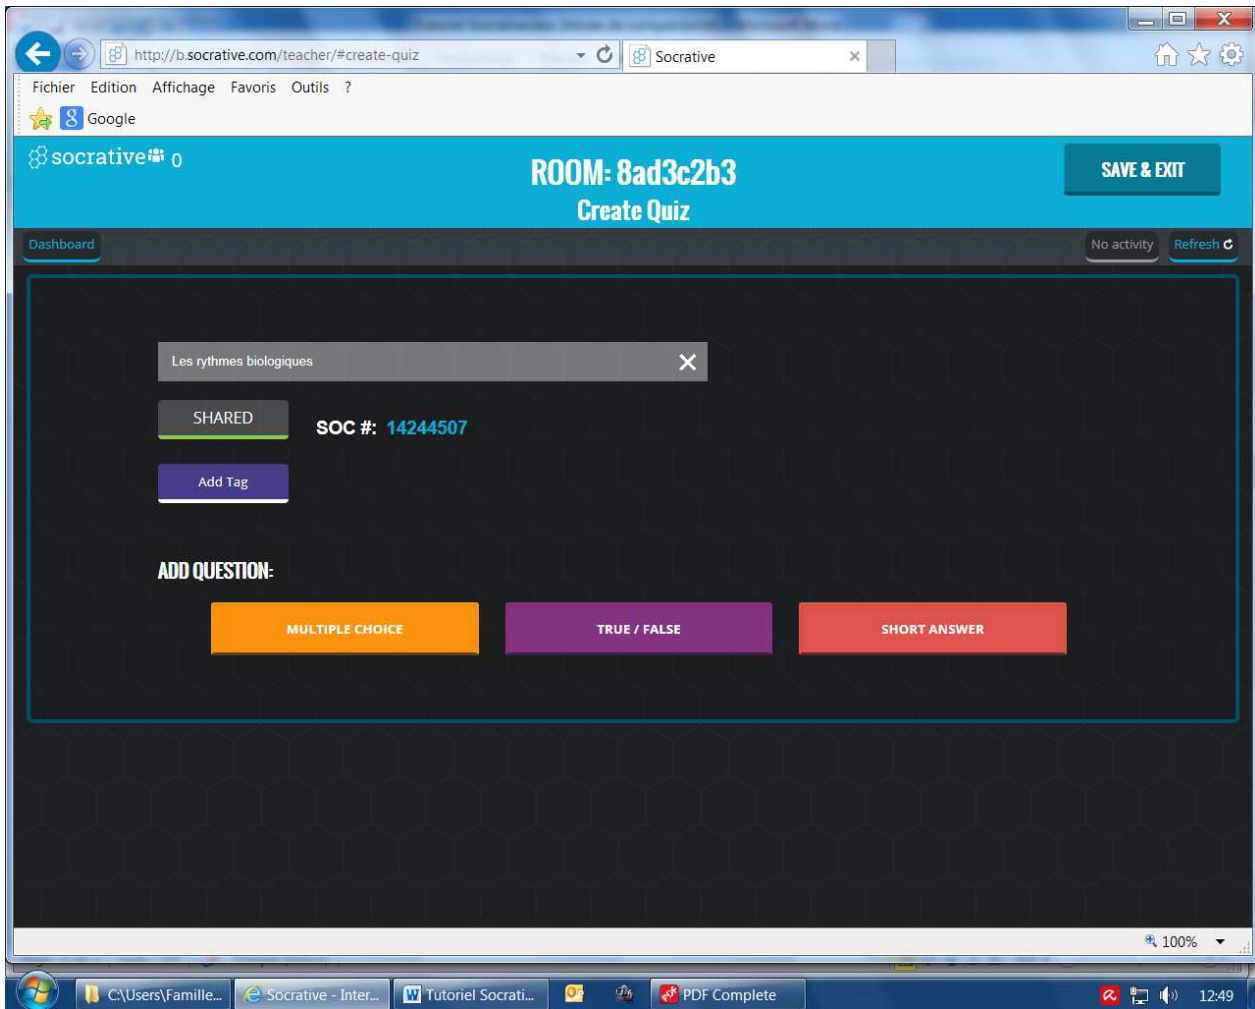 http://b.socrative.com/teacher/#create-quiz
Socrative
Fichier Edition Affichage Favoris Outils ?
Google
socrative 0
ROOM: 8ad3c2b3
SAVE & EXIT
Create Quiz
Dashboard
No activity
Refresh
Les rythmes biologiques
SHARED
SOC #: 14244507
Add Tag
ADD QUESTION:
MULTIPLE CHOICE
TRUE / FALSE
SHORT ANSWER
100%
C:\Users\Famille...
Socrative - Inter...
Tutoriel Socrati...
PDF Complete
12:49